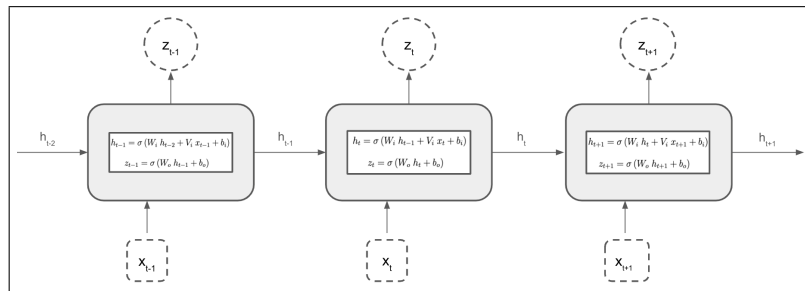 z_{t-1} z_t z_{t+1}
h_{t-2} h_{t-1} h_t h_{t+1}
h_{t-1} = σ (W_i h_{t-2} + V_i x_{t-1} + b_i)
z_{t-1} = σ (W_o h_{t-1} + b_o)
h_t = σ (W_i h_{t-1} + V_i x_t + b_i)
z_t = σ (W_o h_t + b_o)
h_{t+1} = σ (W_i h_t + V_i x_{t+1} + b_i)
z_{t+1} = σ (W_o h_{t+1} + b_o)
x_{t-1} x_t x_{t+1}